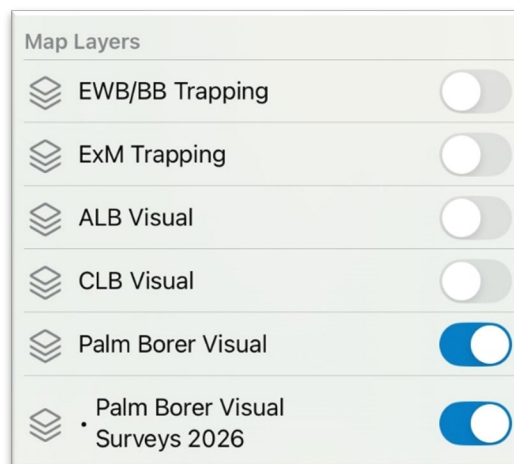 Map Layers
EWB/BB Trapping
ExM Trapping
ALB Visual
CLB Visual
Palm Borer Visual
• Palm Borer Visual
Surveys 2026